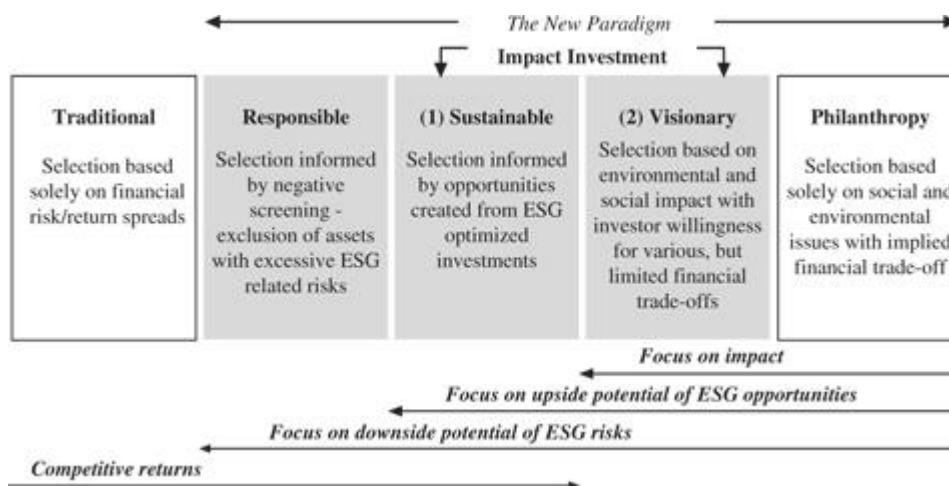 The New Paradigm
Impact Investment
Traditional
Selection based
solely on financial
risk/return spreads
Responsible
Selection informed
by negative
screening -
exclusion of assets
with excessive ESG
related risks
(1) Sustainable
Selection informed
by opportunities
created from ESG
optimized
investments
(2) Visionary
Selection based on
environmental and
social impact with
investor willingness
for various, but
limited financial
trade-offs
Philanthropy
Selection based
solely on social and
environmental
issues with implied
financial trade-off
Focus on impact
Focus on upside potential of ESG opportunities
Focus on downside potential of ESG risks
Competitive returns